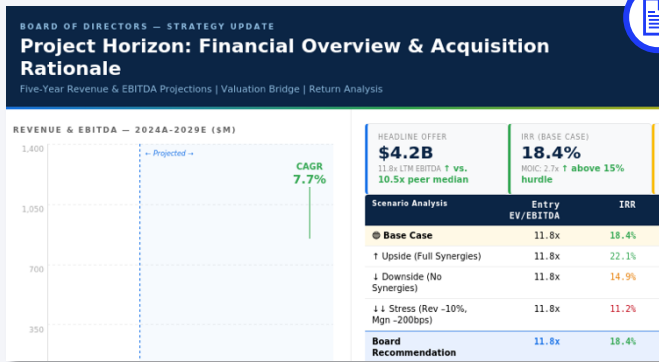 BOARD OF DIRECTORS — STRATEGY UPDATE
Project Horizon: Financial Overview & Acquisition
Rationale
Five-Year Revenue & EBITDA Projections | Valuation Bridge | Return Analysis
REVENUE & EBITDA — 2024A–2029E ($M)
1,400
← Projected →
CAGR
7.7%
1,050
700
350
HEADLINE OFFER
$4.2B
11.8x LTM EBITDA ↑ vs.
10.5x peer median
IRR (BASE CASE)
18.4%
MOIC: 2.7x ↑ above 15%
hurdle
Scenario Analysis Entry IRR
EV/EBITDA
Base Case 11.8x 18.4%
↑ Upside (Full Synergies) 11.8x 22.1%
↓ Downside (No 11.8x 14.9%
Synergies)
↓↓ Stress (Rev –10%, 11.8x 11.2%
Mgn –200bps)
Board 11.8x 18.4%
Recommendation